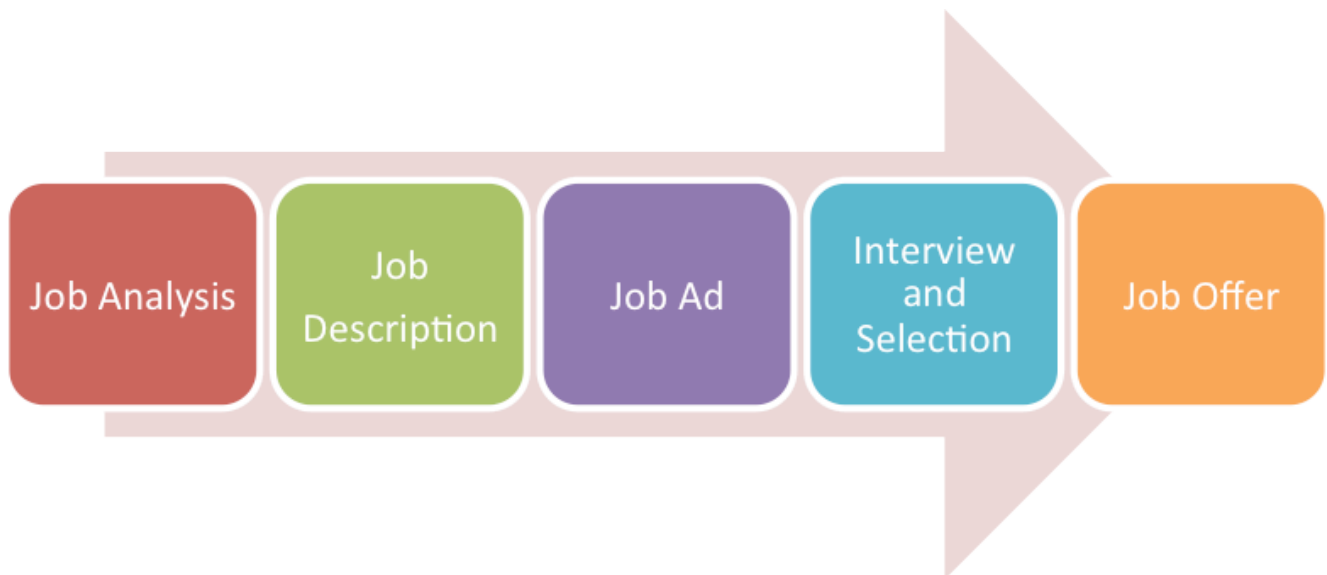 Job Analysis
Job
Description
Job Ad
Interview
and
Selection
Job Offer